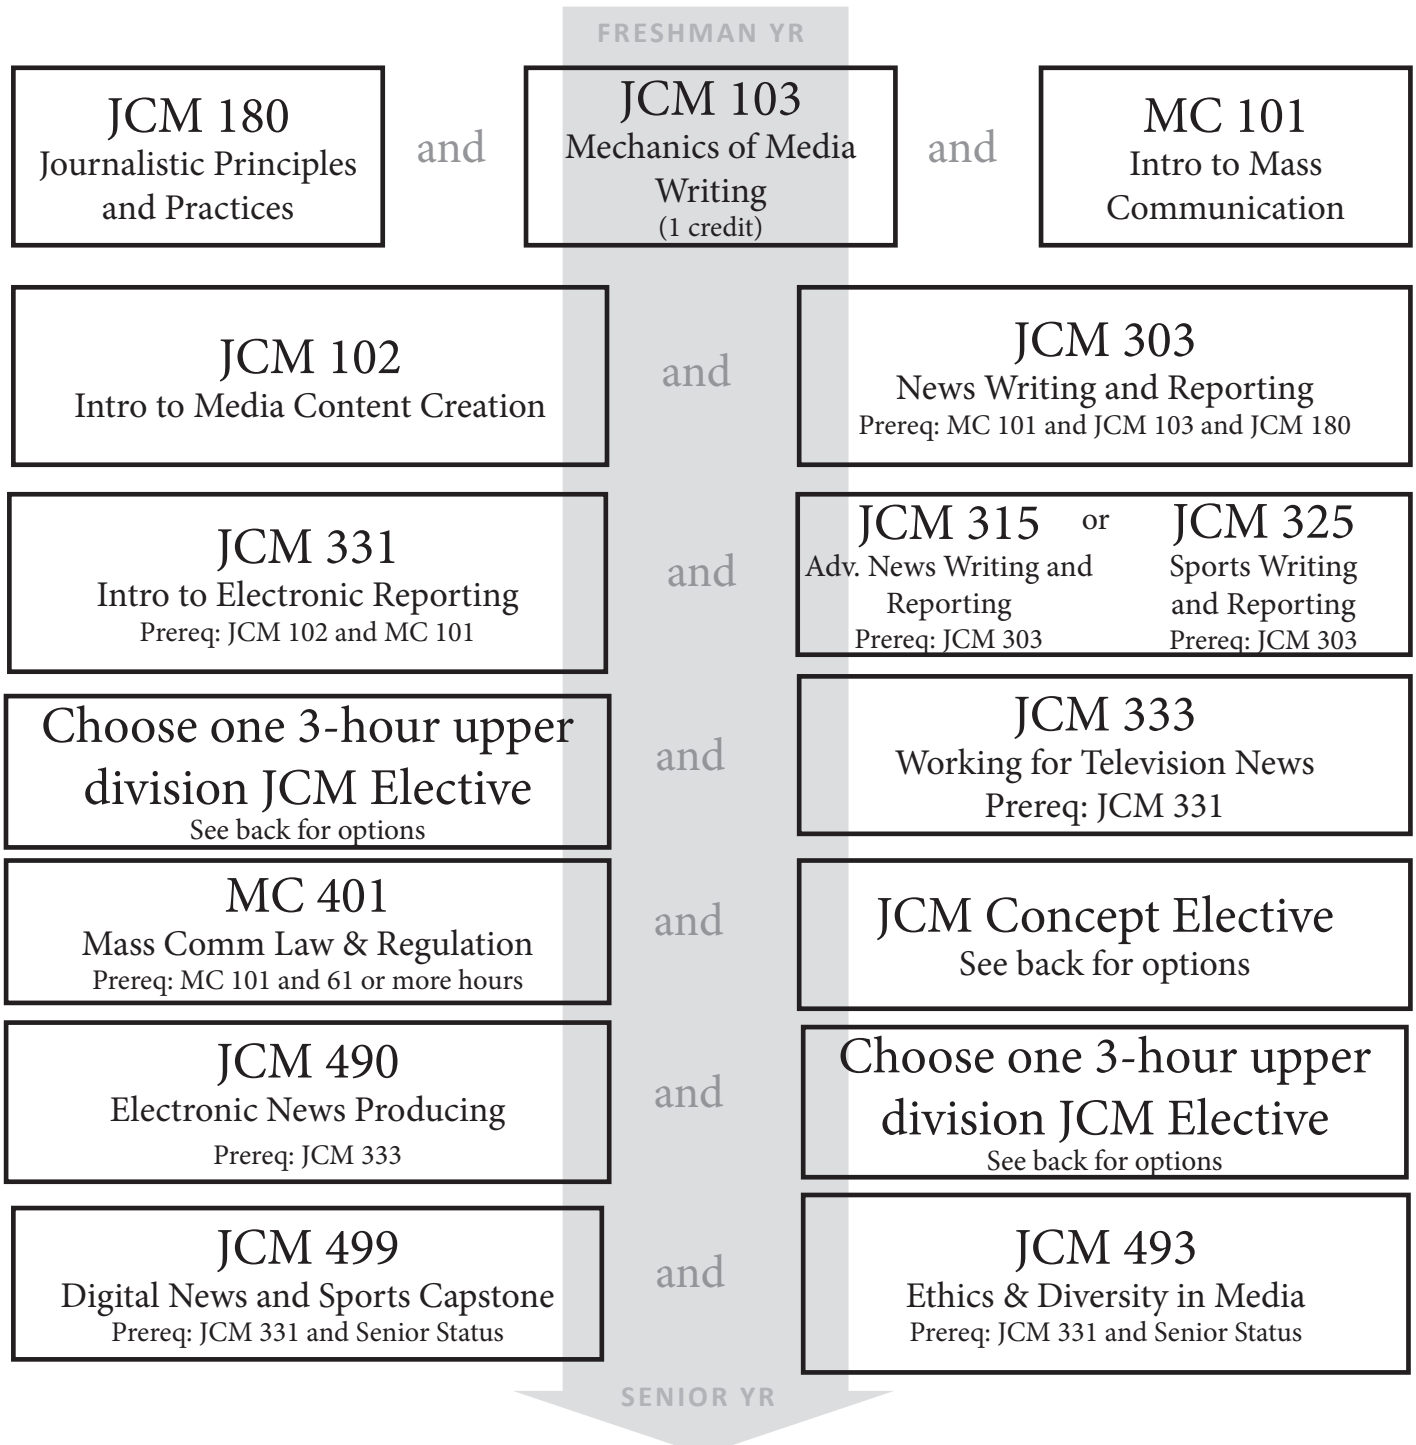 FRESHMAN YR
JCM 180
Journalistic Principles
and Practices
and
JCM 103
Mechanics of Media
Writing
(1 credit)
and
MC 101
Intro to Mass
Communication
JCM 102
Intro to Media Content Creation
and
JCM 303
News Writing and Reporting
Prereq: MC 101 and JCM 103 and JCM 180
JCM 331
Intro to Electronic Reporting
Prereq: JCM 102 and MC 101
and
JCM 315
Adv. News Writing and
Reporting
Prereq: JCM 303
or
JCM 325
Sports Writing
and Reporting
Prereq: JCM 303
Choose one 3-hour upper
division JCM Elective
See back for options
and
JCM 333
Working for Television News
Prereq: JCM 331
MC 401
Mass Comm Law & Regulation
Prereq: MC 101 and 61 or more hours
and
JCM Concept Elective
See back for options
JCM 490
Electronic News Producing
Prereq: JCM 333
and
Choose one 3-hour upper
division JCM Elective
See back for options
JCM 499
Digital News and Sports Capstone
Prereq: JCM 331 and Senior Status
and
JCM 493
Ethics & Diversity in Media
Prereq: JCM 331 and Senior Status
SENIOR YR